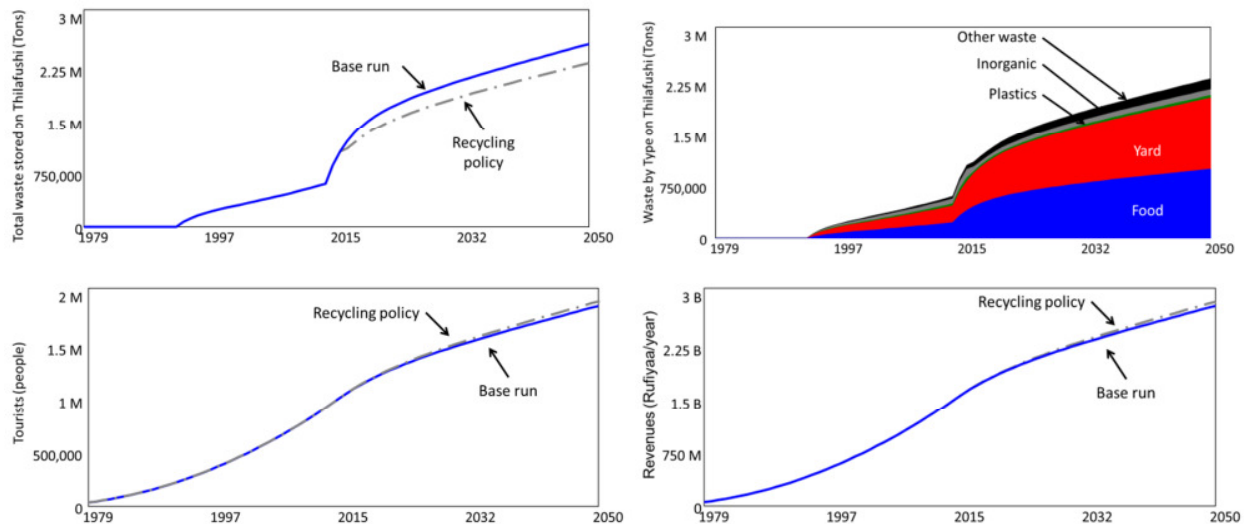 Total waste stored on Thilafushi (Tons)
3 M
2.25 M
1.5 M
750,000
0
Base run
Recycling
policy
1979
1997
2015
2032
2050
Waste by Type on Thilafushi (Tons)
3 M
2.25 M
1.5 M
750,000
0
Other waste
Inorganic
Plastics
Yard
Food
1979
1997
2015
2032
2050
Tourists (people)
2 M
1.5 M
1 M
500,000
0
Recycling policy
Base run
1979
1997
2015
2032
2050
Revenues (Rufiyaa/year)
3 B
2.25 B
1.5 B
750 M
0
Recycling policy
Base run
1979
1997
2015
2032
2050